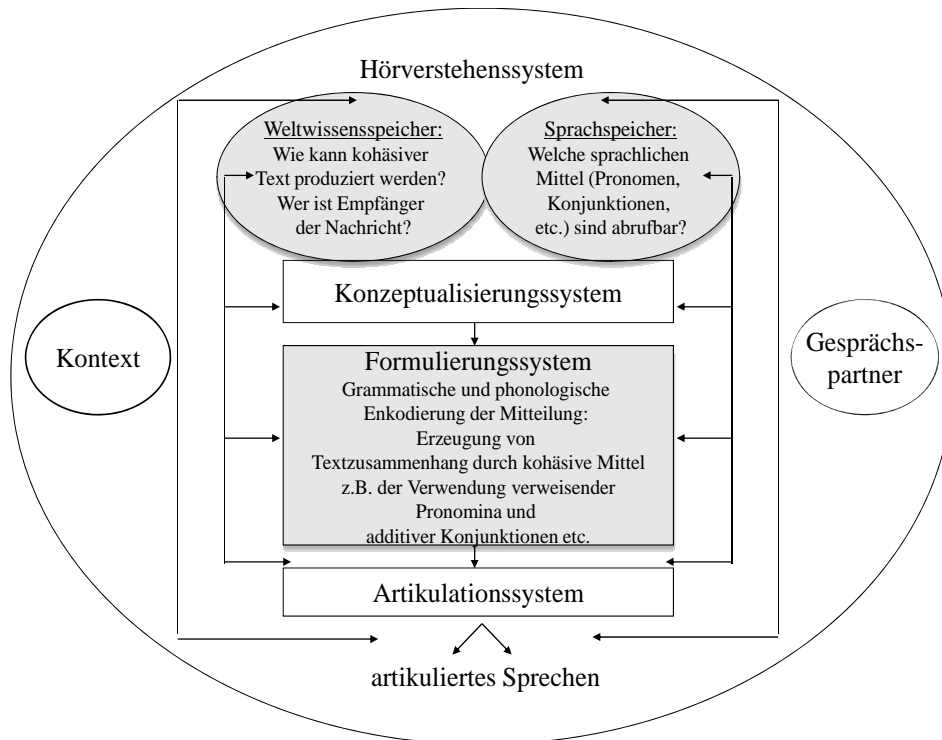 Hörverstehenssystem
Weltwissensspeicher:
Wie kann kohäsiver
Text produziert werden?
Wer ist Empfänger
der Nachricht?
Sprachspeicher:
Welche sprachlichen
Mittel (Pronomen,
Konjunktionen,
etc.) sind abrufbar?
Konzeptualisierungssystem
Kontext
Gesprächs-
partner
Formulierungssystem
Grammatische und phonologische
Enkodierung der Mitteilung:
Erzeugung von
Textzusammenhang durch kohäsive Mittel
z.B. der Verwendung verweisender
Pronomina und
additiver Konjunktionen etc.
Artikulationssystem
artikuliertes Sprechen